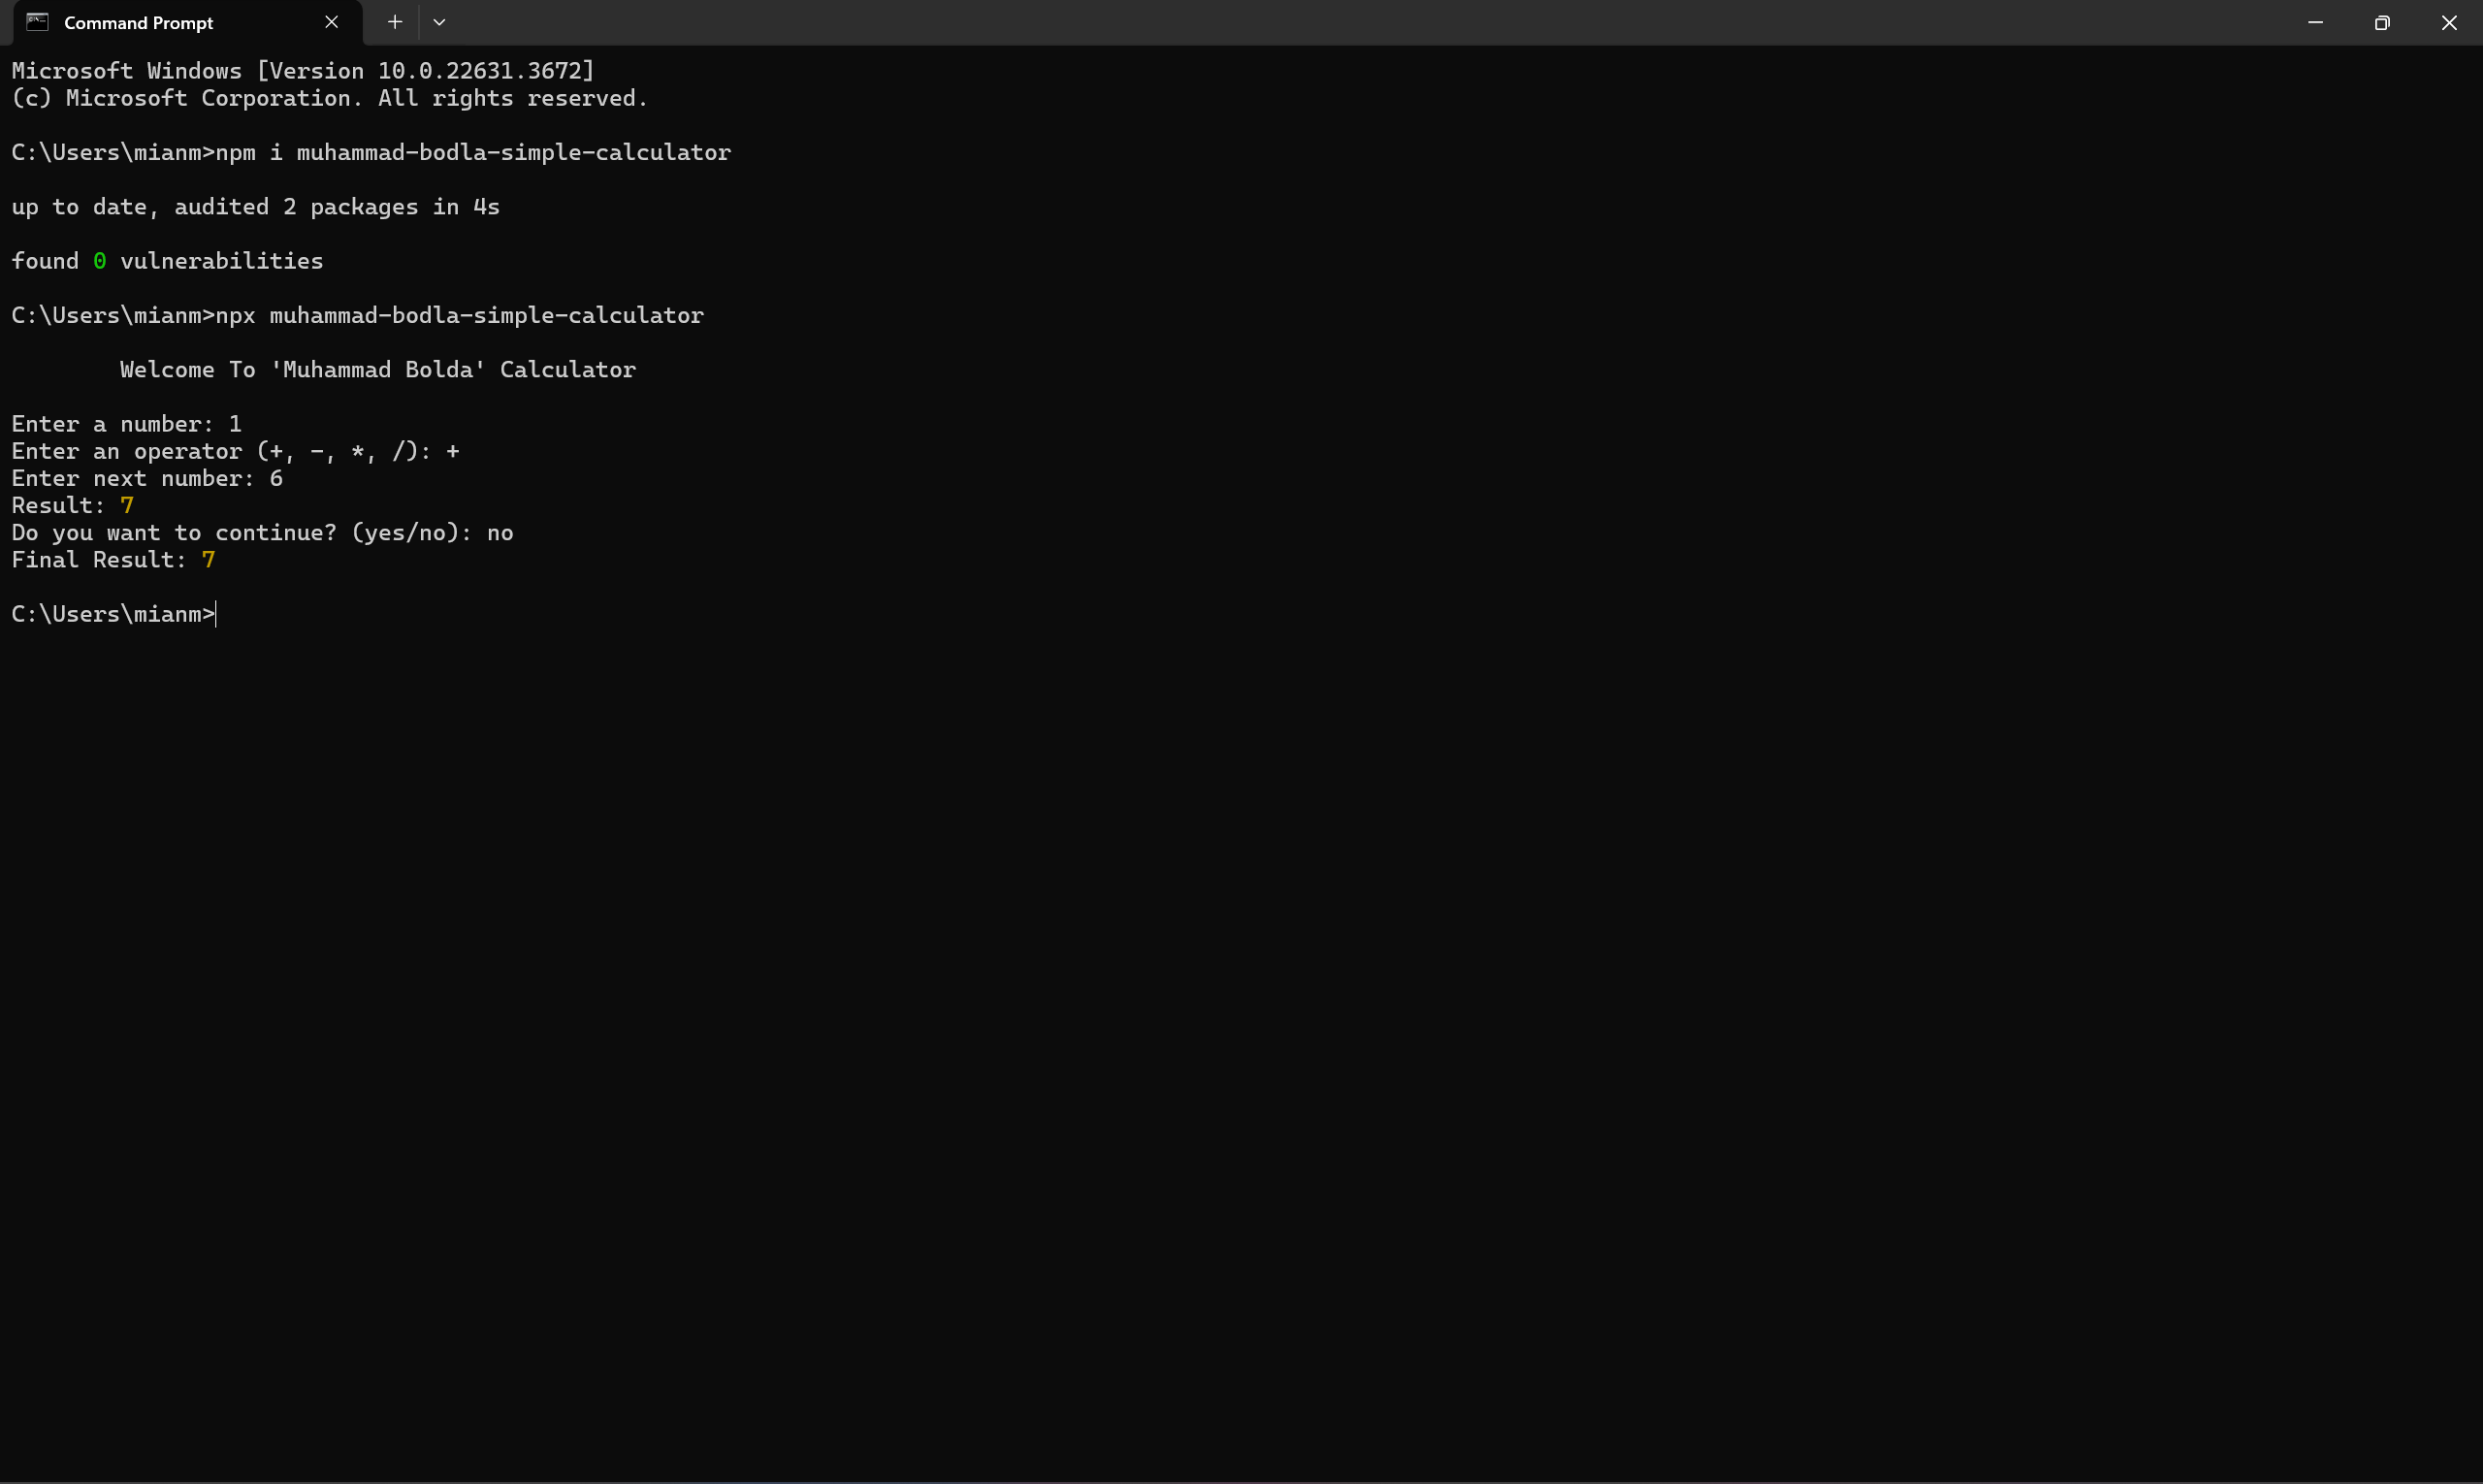 Command Prompt
Microsoft Windows [Version 10.0.22631.3672]
(c) Microsoft Corporation. All rights reserved.
C:\Users\mianm>npm i muhammad-bodla-simple-calculator
up to date, audited 2 packages in 4s
found 0 vulnerabilities
C:\Users\mianm>npx muhammad-bodla-simple-calculator
Welcome To 'Muhammad Bolda' Calculator
Enter a number: 1
Enter an operator (+, -, *, /): +
Enter next number: 6
Result: 7
Do you want to continue? (yes/no): no
Final Result: 7
C:\Users\mianm>